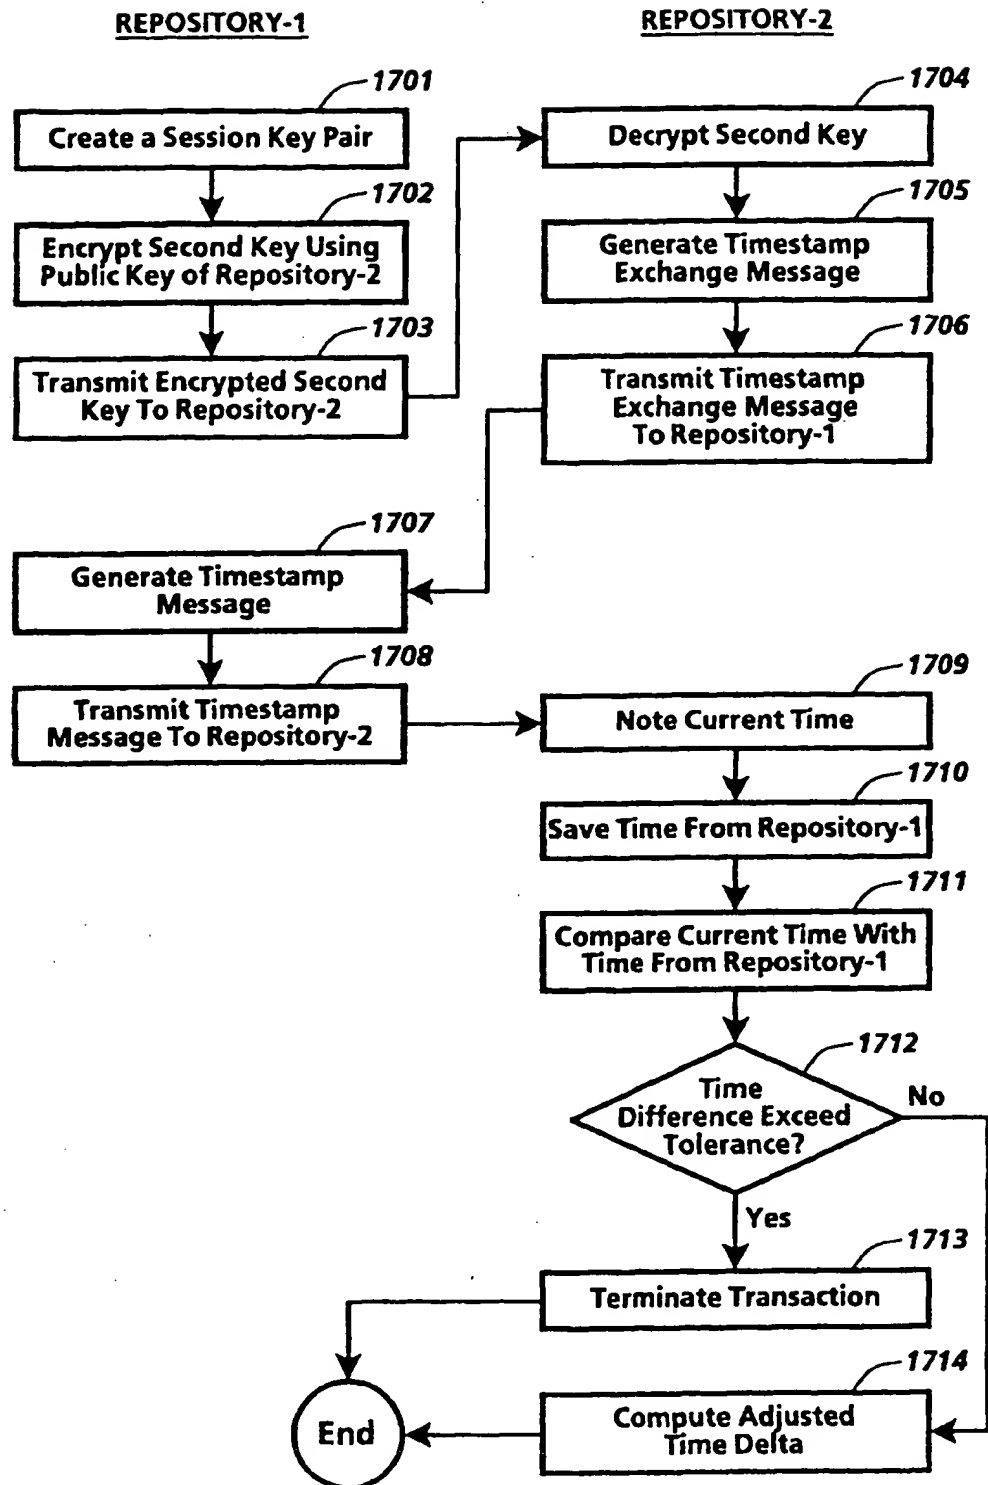 REPOSITORY-1
REPOSITORY-2
1701
Create a Session Key Pair
1702
Encrypt Second Key Using
Public Key of Repository-2
1703
Transmit Encrypted Second
Key To Repository-2
1704
Decrypt Second Key
1705
Generate Timestamp
Exchange Message
1706
Transmit Timestamp
Exchange Message
To Repository-1
1707
Generate Timestamp
Message
1708
Transmit Timestamp
Message To Repository-2
1709
Note Current Time
1710
Save Time From Repository-1
1711
Compare Current Time With
Time From Repository-1
1712
Time
Difference Exceed
Tolerance?
No
Yes
1713
Terminate Transaction
1714
Compute Adjusted
Time Delta
End